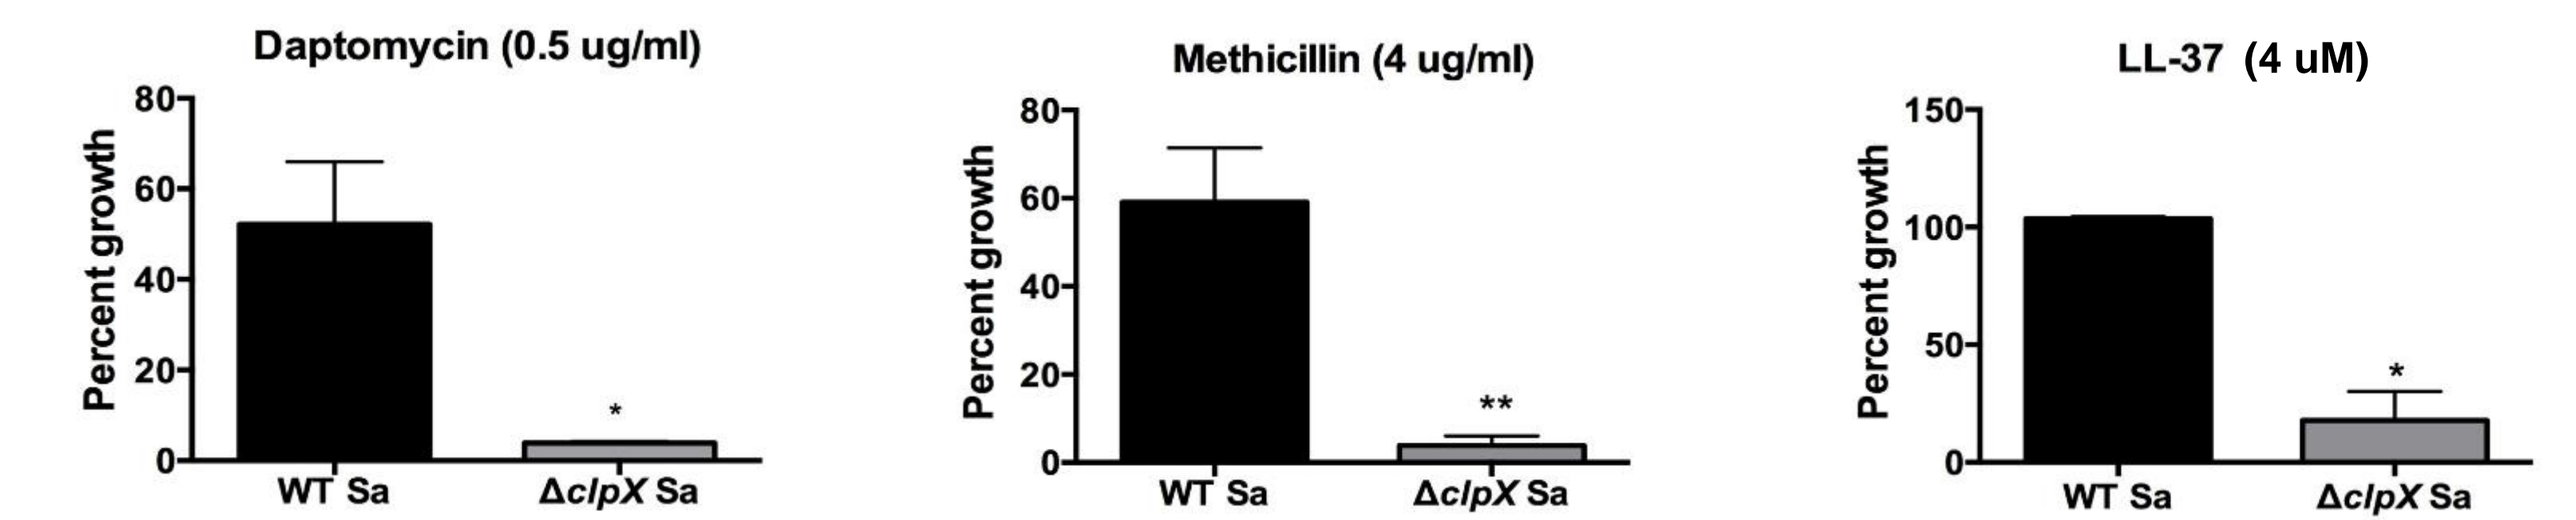 Daptomycin (0.5 ug/ml)
Percent growth
80
60
40
20
0
*
WT Sa
ΔclpX Sa
Methicillin (4 ug/ml)
Percent growth
80
60
40
20
0
**
WT Sa
ΔclpX Sa
LL-37 (4 uM)
Percent growth
150
100
50
0
*
WT Sa
ΔclpX Sa